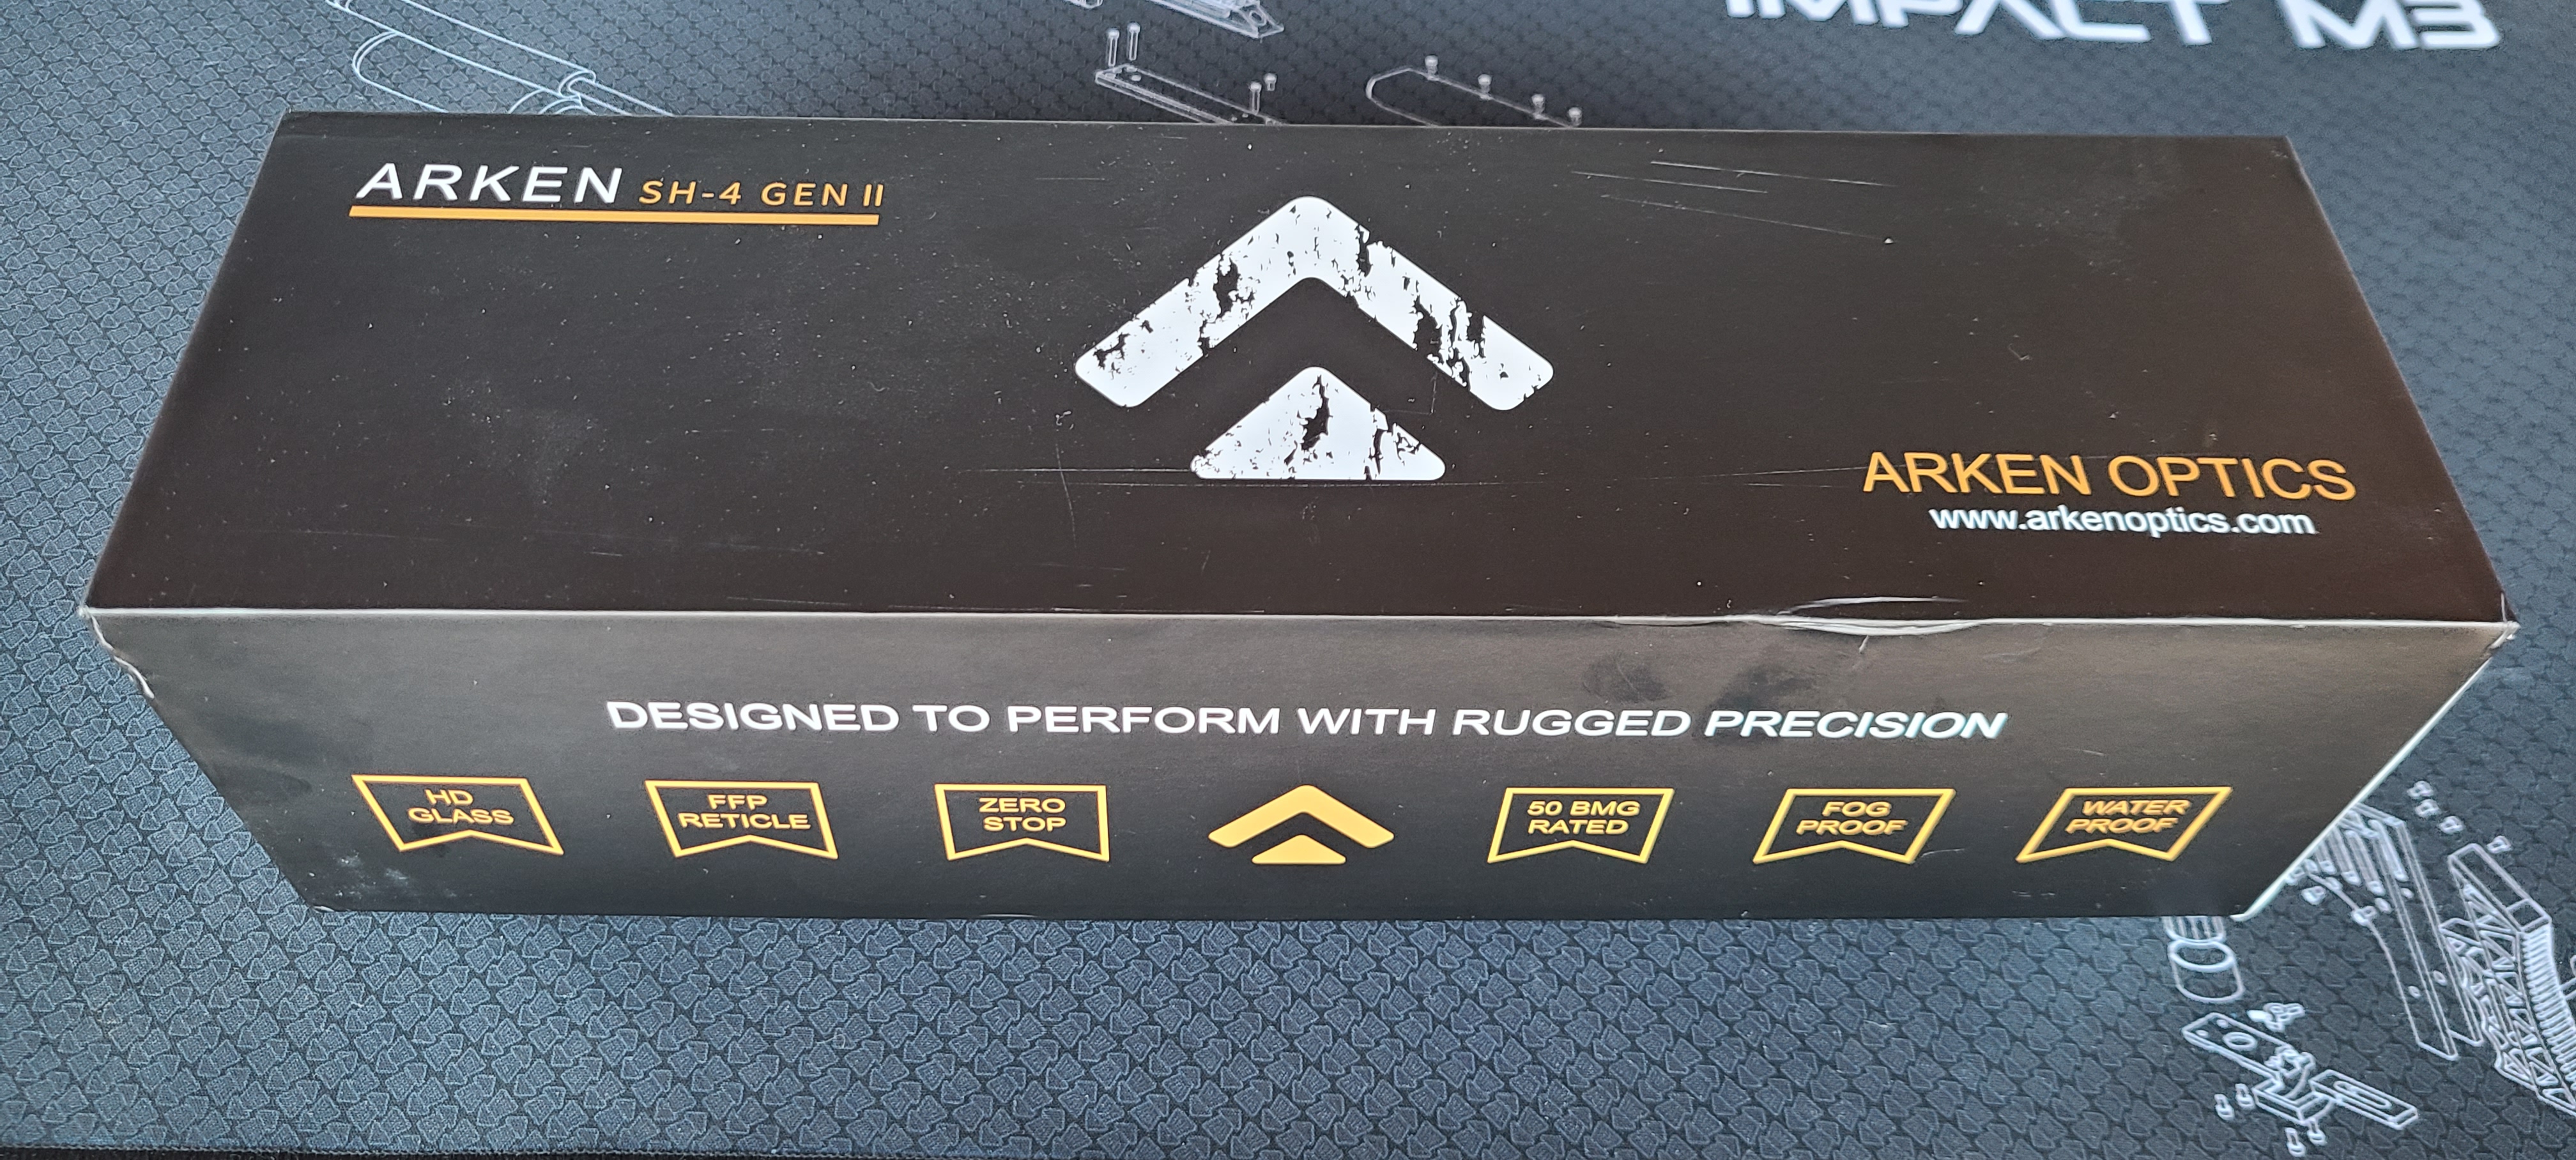 IMPACT M3
ARKEN SH-4 GEN II
ARKEN OPTICS
www.arkenoptics.com
DESIGNED TO PERFORM WITH RUGGED PRECISION
HD
GLASS
FFP
RETICLE
ZERO
STOP
50 BMG
RATED
FOG
PROOF
WATER
PROOF